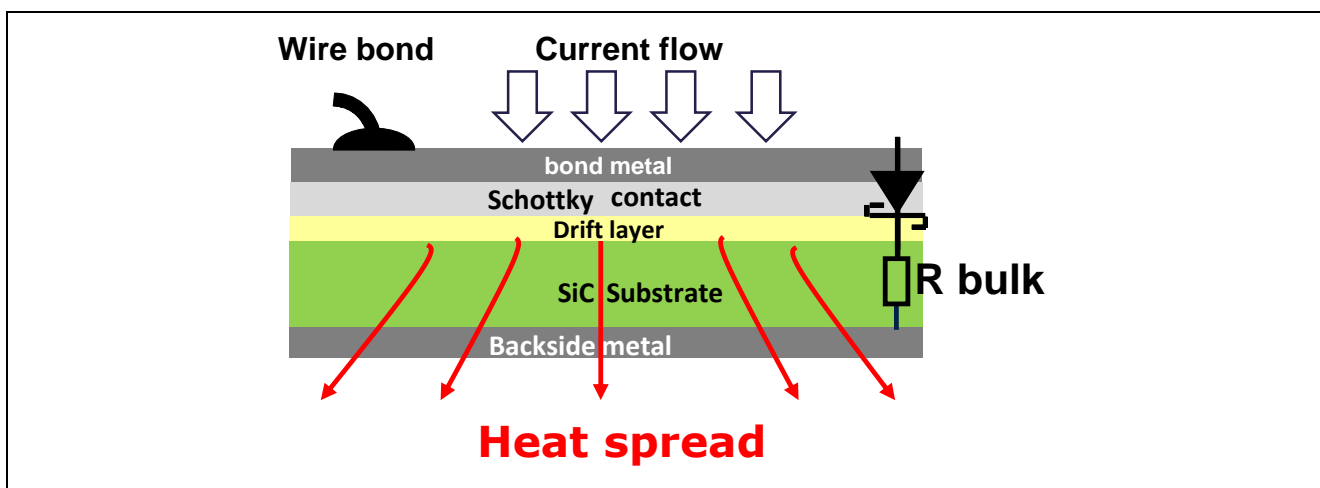 Wire bond
Current flow
bond metal
Schottky contact
Drift layer
R bulk
SiC Substrate
Backside metal
Heat spread